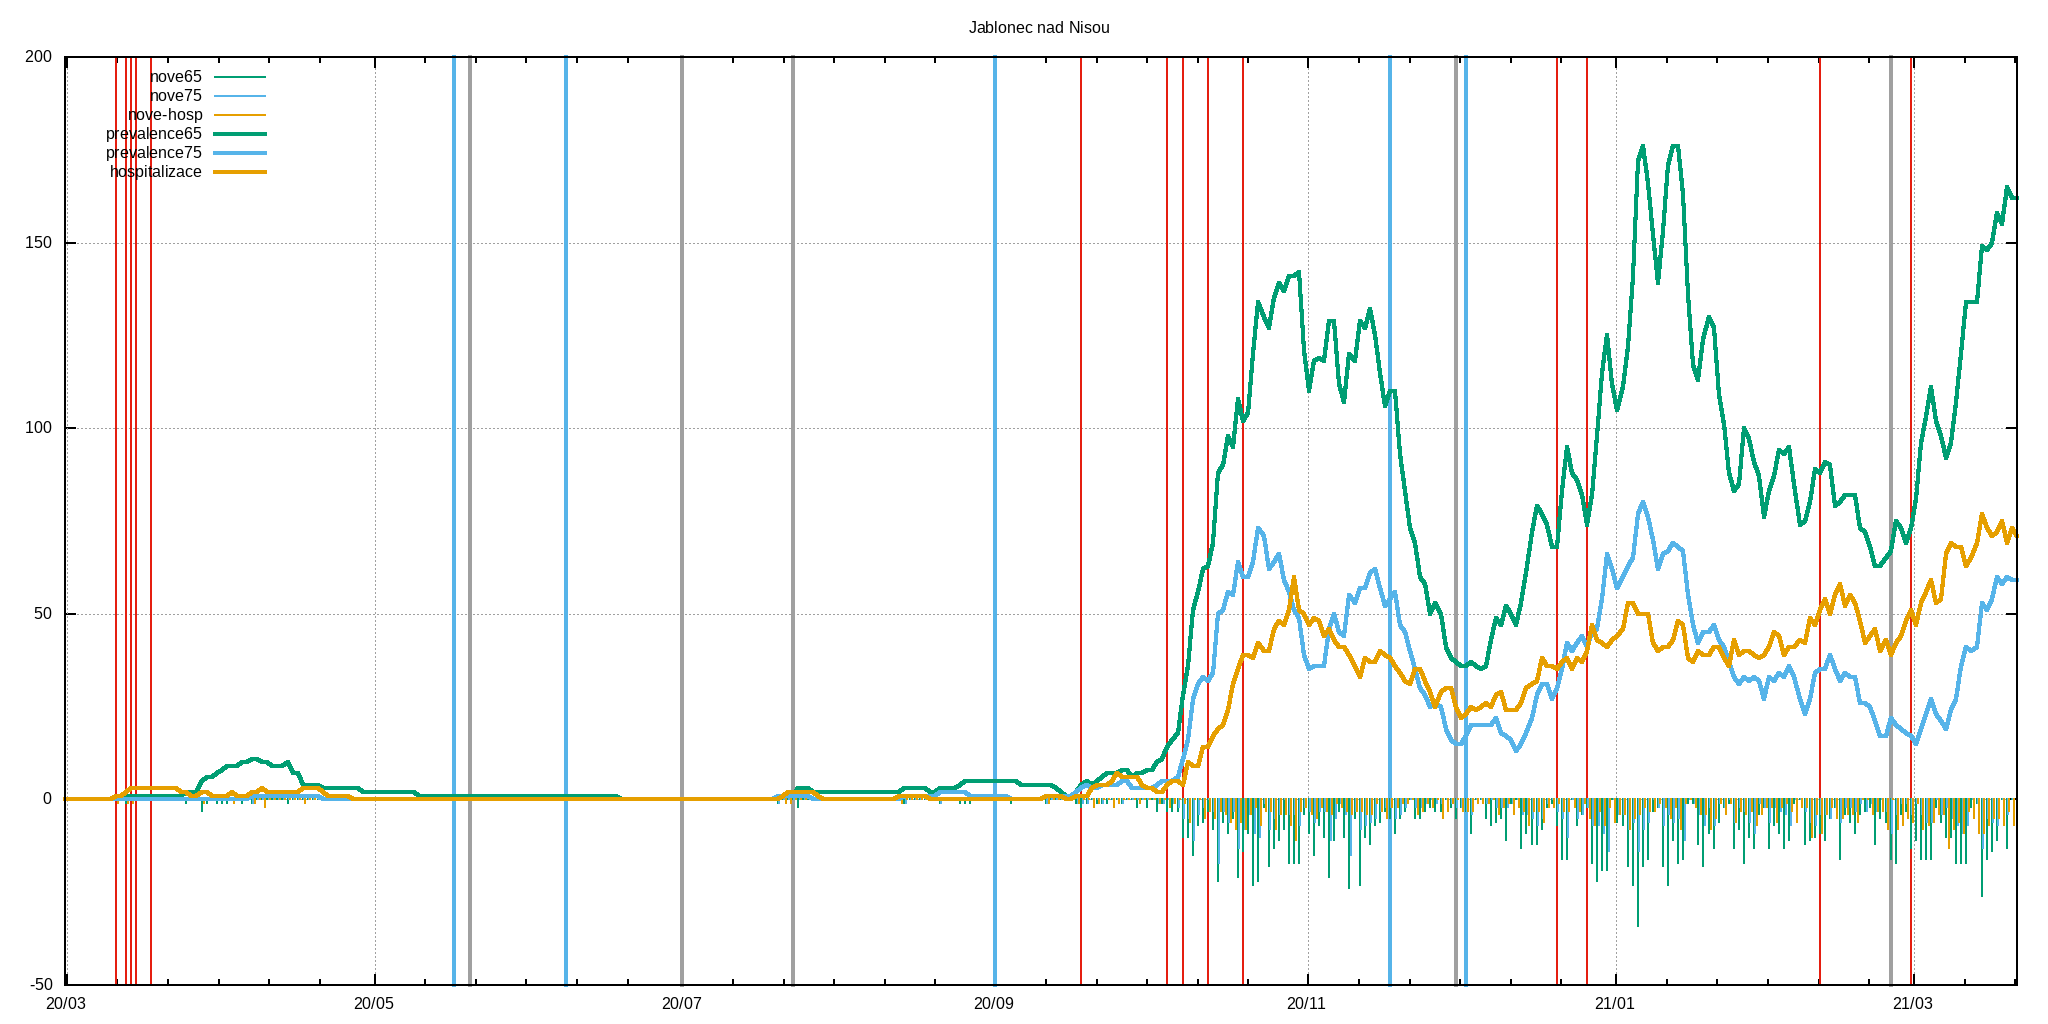 Jablonec nad Nisou
200
150
100
50
0
-50
nove65
nove75
nove-hosp
prevalence65
prevalence75
hospitalizace
20/03 20/05 20/07 20/09 20/11 21/01 21/03